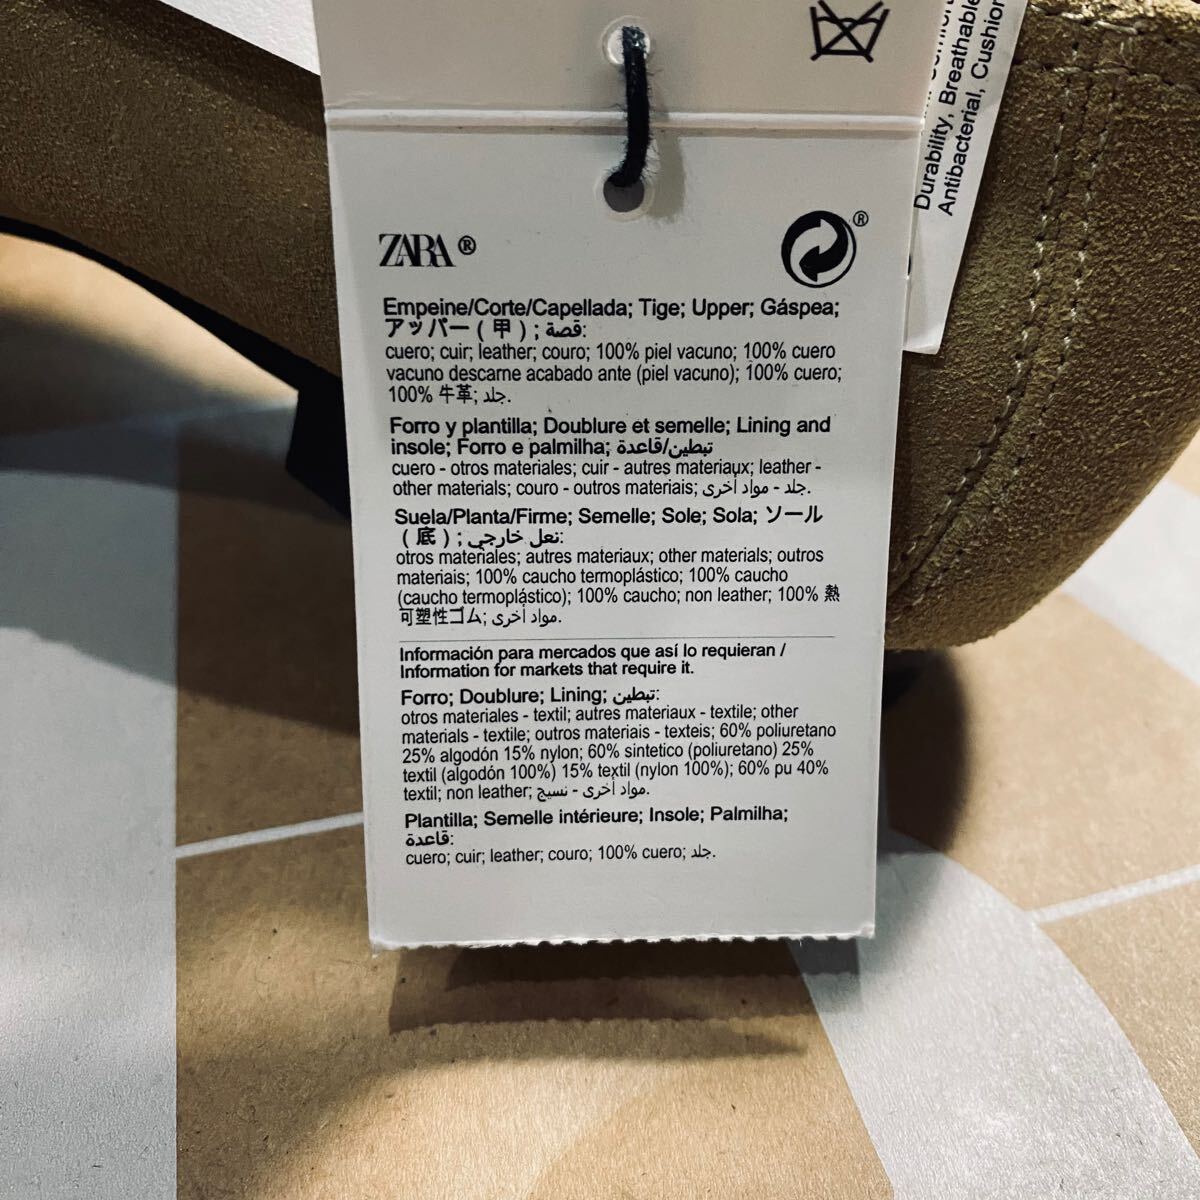 Durability, Breathable
Antibacterial, Cushion
ZARA®
®
Empeine/Corte/Capellada; Tige; Upper; Gáspea;
アッパー ( 甲 ) ; قصة:
cuero; cuir; leather; couro; 100% piel vacuno; 100% cuero
vacuno descarne acabado ante (piel vacuno); 100% cuero;
100% 牛革; جلد.
Forro y plantilla; Doublure et semelle; Lining and
insole; Forro e palmilha; تبطين/قاعدة
cuero - otros materiales; cuir - autres materiaux; leather -
other materials; couro - outros materiais; جلد - مواد أخرى.
Suela/Planta/Firme; Semelle; Sole; Sola; ソール
( 底 ) ; نعل خارجي:
otros materiales; autres materiaux; other materials; outros
materiais; 100% caucho termoplástico; 100% caucho
(caucho termoplástico); 100% caucho; non leather; 100% 熱
可塑性ゴム; مواد أخرى.
Información para mercados que así lo requieran /
Information for markets that require it.
Forro; Doublure; Lining; تبطين:
otros materiales - textil; autres materiaux - textile; other
materials - textile; outros materiais - texteis; 60% poliuretano
25% algodón 15% nylon; 60% sintetico (poliuretano) 25%
textil (algodón 100%) 15% textil (nylon 100%); 60% pu 40%
textil; non leather; مواد أخرى - نسيج.
Plantilla; Semelle intérieure; Insole; Palmilha;
قاعدة:
cuero; cuir; leather; couro; 100% cuero; جلد.